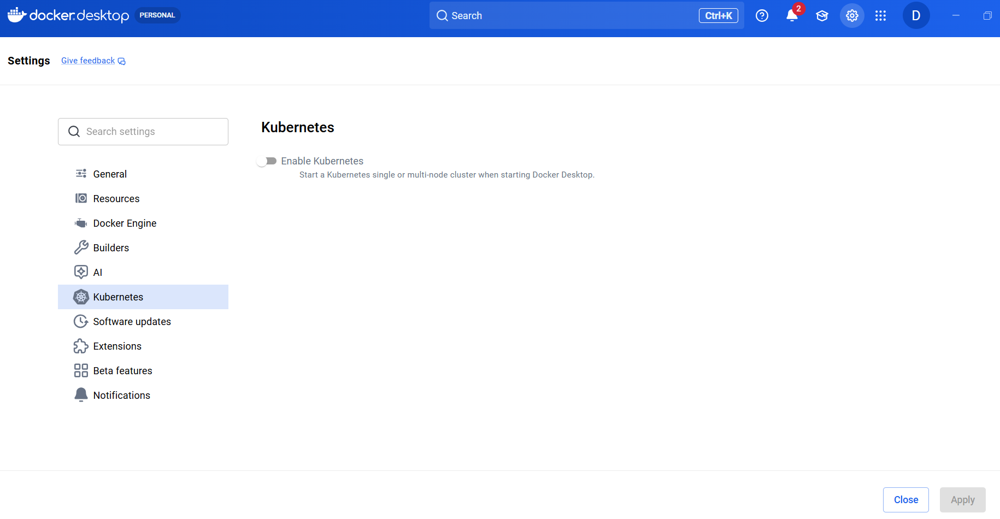 docker.desktop PERSONAL Search Ctrl+K 2 D
Settings Give feedback
Search settings
General
Resources
Docker Engine
Builders
AI
Kubernetes
Software updates
Extensions
Beta features
Notifications
Kubernetes
Enable Kubernetes
Start a Kubernetes single or multi-node cluster when starting Docker Desktop.
Close Apply